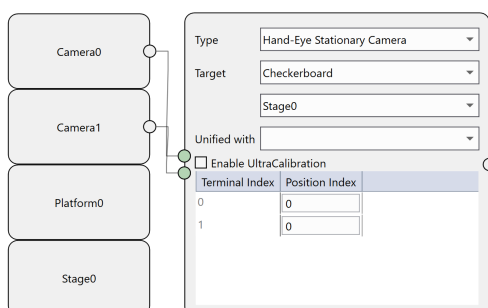 Camera0
Camera1
Platform0
Stage0
Type Hand-Eye Stationary Camera
Target Checkerboard
Stage0
Unified with
Enable UltraCalibration
Terminal Index Position Index
0 0
1 0